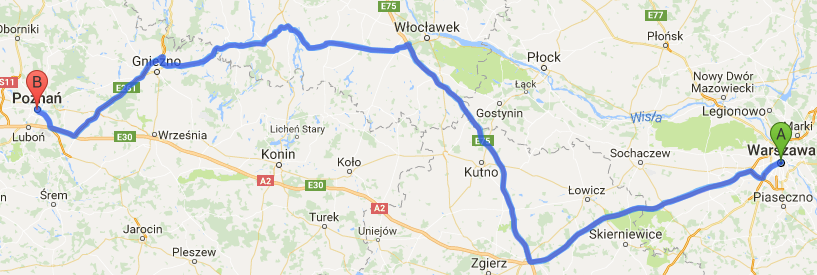 Oborniki
E75
Włocławek
E77
Płońsk
Gniezno
Płock
S11
E261
Łąck
Nowy Dwór
Mazowiecki
B
Poznań
Gostynin
Legionowo
Wisła
Marki
A
Luboń
E30
Września
Licheń Stary
E75
Sochaczew
Warszawa
Konin
Koło
Kutno
A2
E30
Łowicz
Piaseczno
Śrem
A2
Turek
Jarocin
Uniejów
Skierniewice
Pleszew
Zgierz